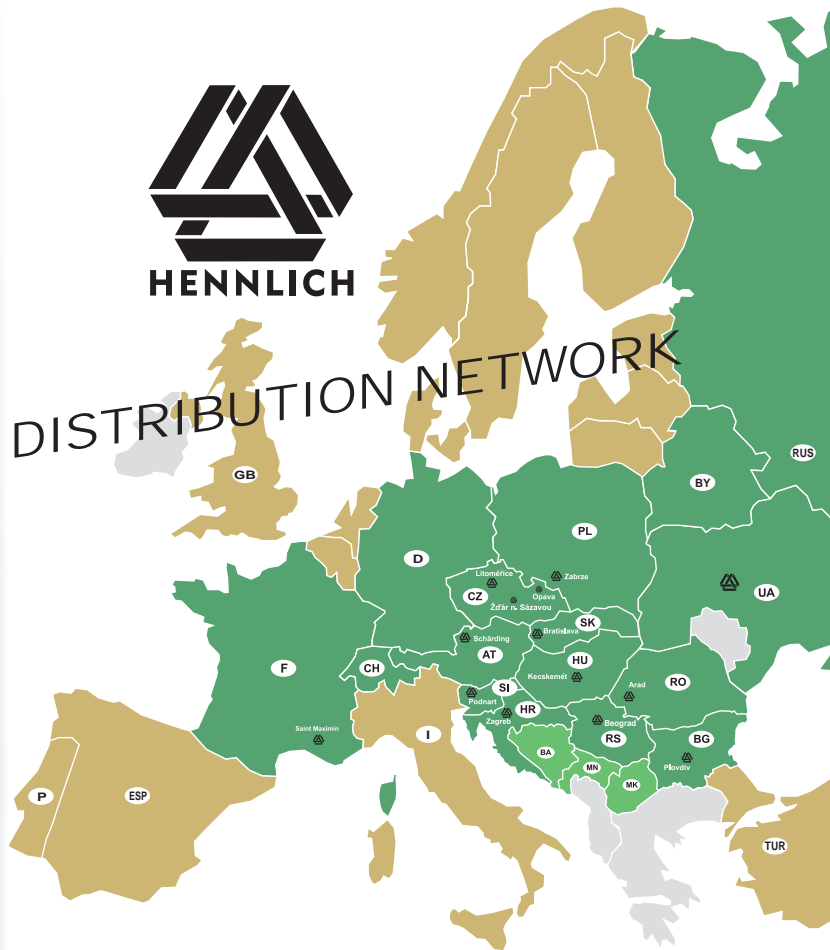 HENNLICH
DISTRIBUTION NETWORK
GB
RUS
BY
PL
D
Litoměřice
Zabrze
CZ
Opava
Žďár n. Sázavou
UA
SK
Bratislava
Schärding
AT
HU
F
CH
Kecskemét
SI
Arad
RO
Podnart
HR
Zagreb
Beograd
Saint Maximin
I
RS
BG
BA
Plovdiv
MN
MK
P
ESP
TUR